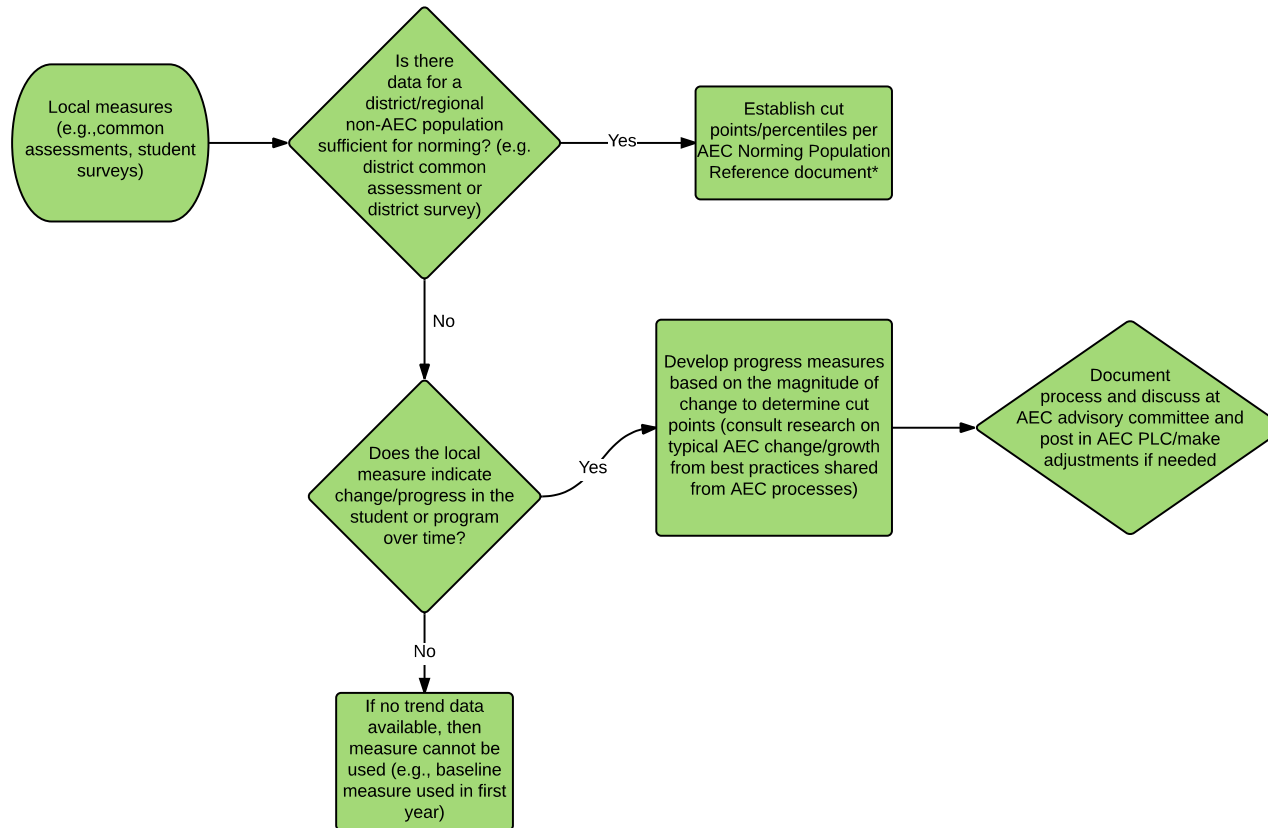 Local measures
(e.g.,common
assessments, student
surveys)
Is there
data for a
district/regional
non-AEC population
sufficient for norming? (e.g.
district common
assessment or
district survey)
Yes
Establish cut
points/percentiles per
AEC Norming Population
Reference document*
No
Does the local
measure indicate
change/progress in the
student or program
over time?
Yes
Develop progress measures
based on the magnitude of
change to determine cut
points (consult research on
typical AEC change/growth
from best practices shared
from AEC processes)
Document
process and discuss at
AEC advisory committee and
post in AEC PLC/make
adjustments if needed
No
If no trend data
available, then
measure cannot be
used (e.g., baseline
measure used in first
year)